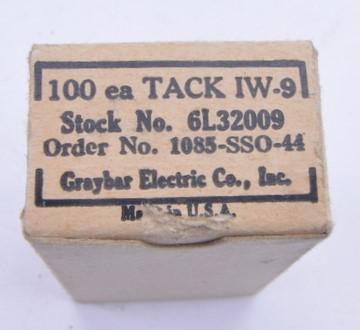 100 ea TACK IW-9
Stock No. 6L32009
Order No. 1085-SSO-44
Graybar Electric Co., Inc.
in U.S.A.